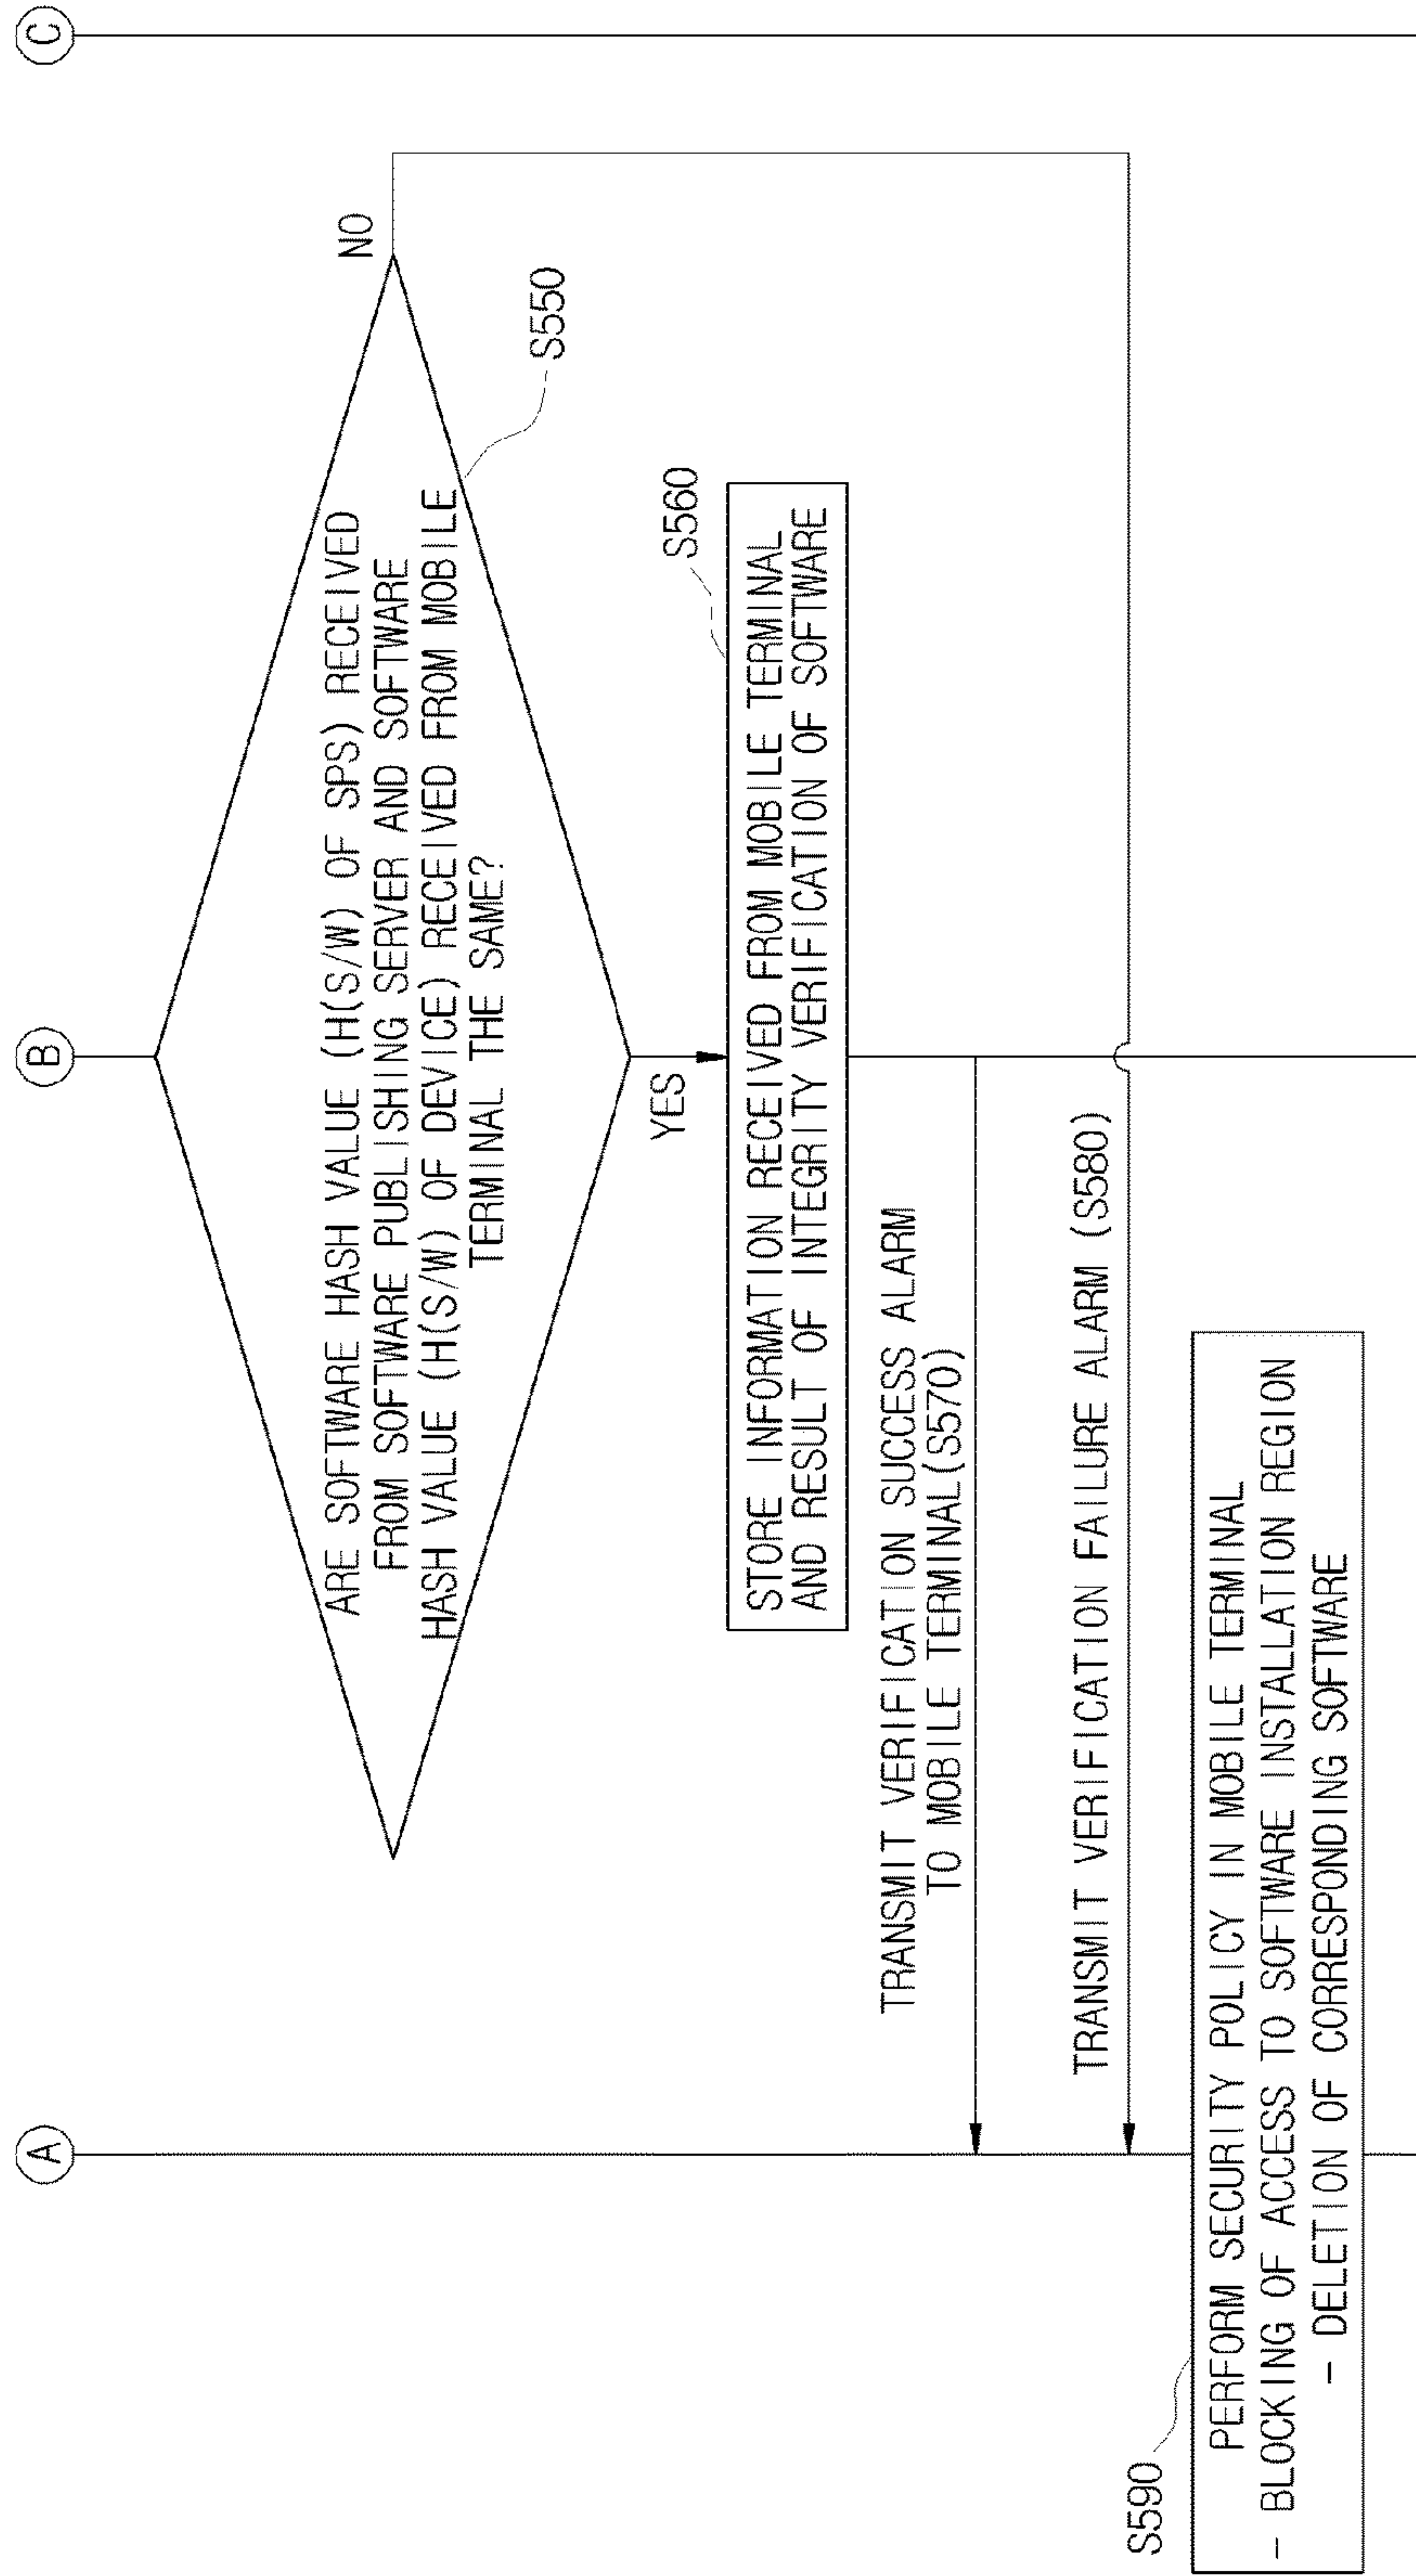 A
B
C
ARE SOFTWARE HASH VALUE (H(S/W) OF SPS) RECEIVED
FROM SOFTWARE PUBLISHING SERVER AND SOFTWARE
HASH VALUE (H(S/W) OF DEVICE) RECEIVED FROM MOBILE
TERMINAL THE SAME?
NO
S550
YES
S560
STORE INFORMATION RECEIVED FROM MOBILE TERMINAL
AND RESULT OF INTEGRITY VERIFICATION OF SOFTWARE
TRANSMIT VERIFICATION SUCCESS ALARM
TO MOBILE TERMINAL(S570)
TRANSMIT VERIFICATION FAILURE ALARM (S580)
S590
PERFORM SECURITY POLICY IN MOBILE TERMINAL
- BLOCKING OF ACCESS TO SOFTWARE INSTALLATION REGION
- DELETION OF CORRESPONDING SOFTWARE